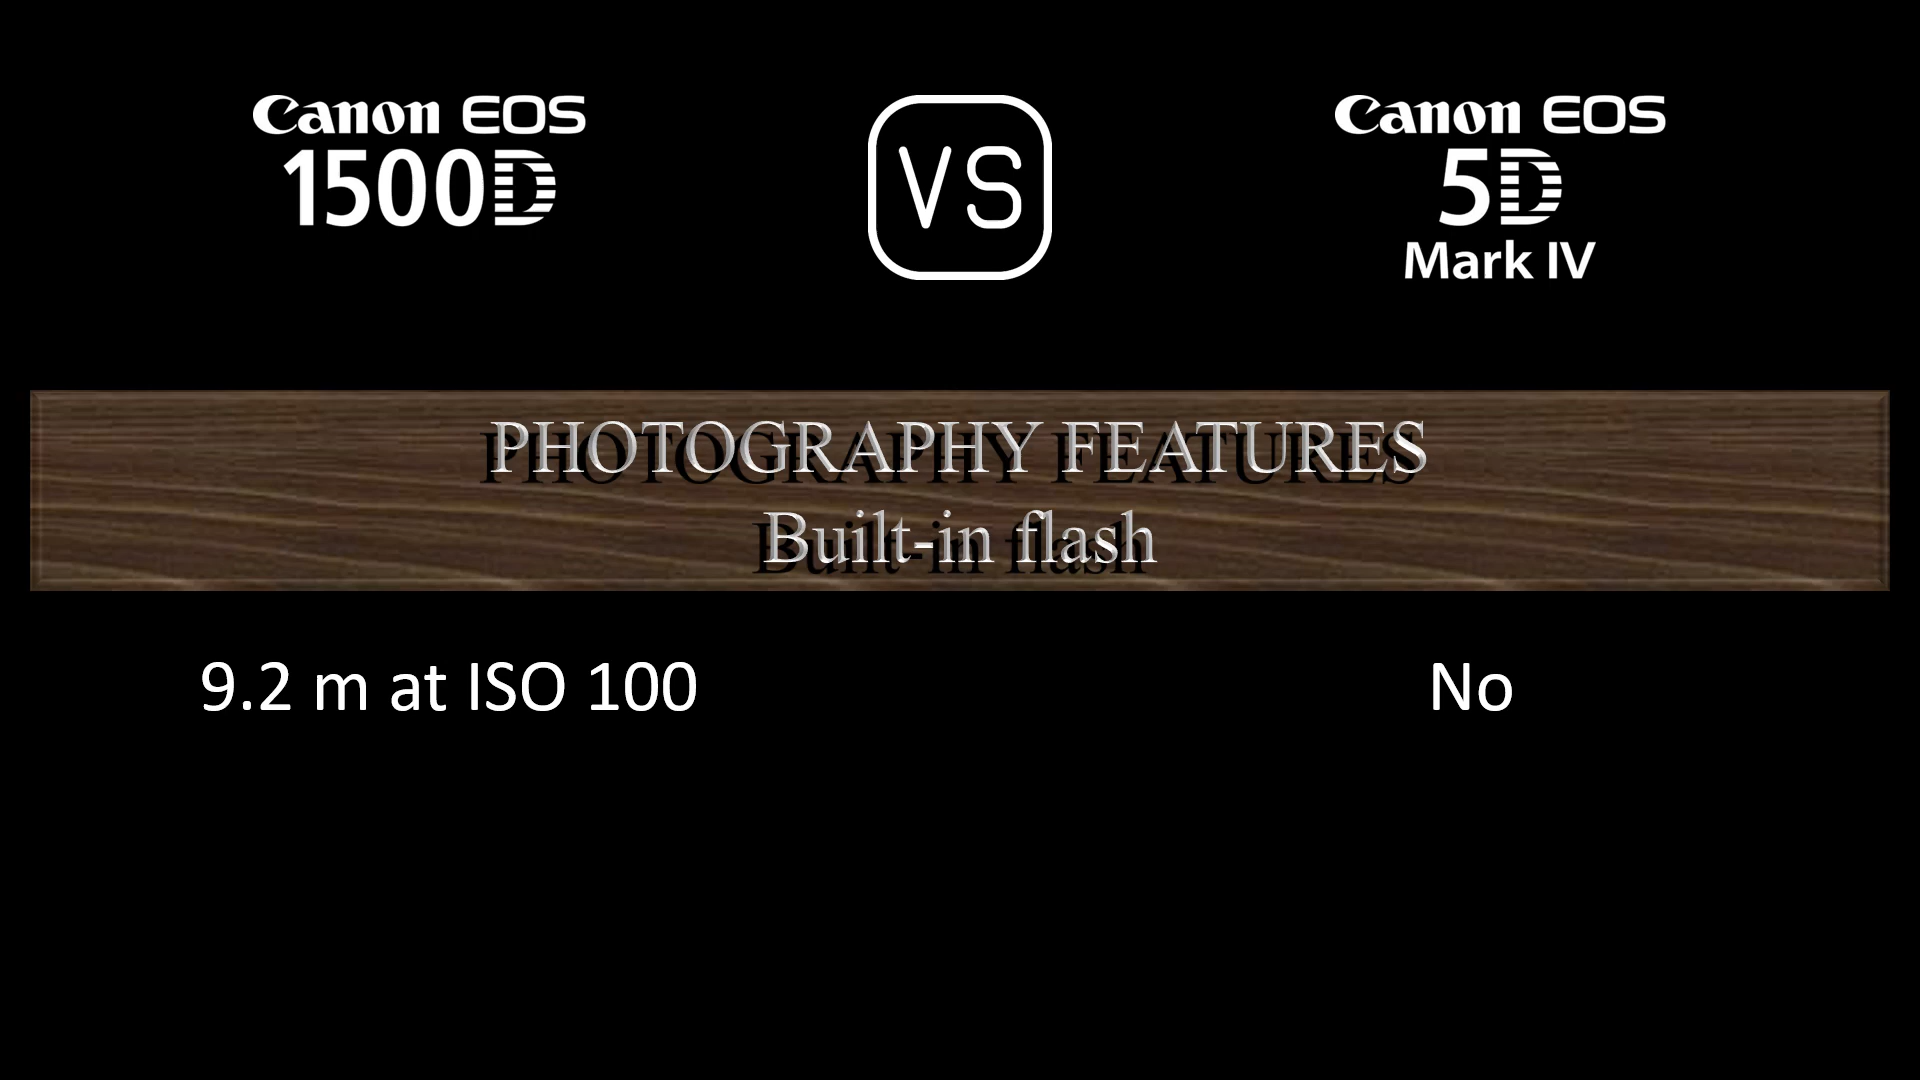 Canon EOS
1500D
VS
Canon EOS
5D
Mark IV
PHOTOGRAPHY FEATURES
Built-in flash
9.2 m at ISO 100
No